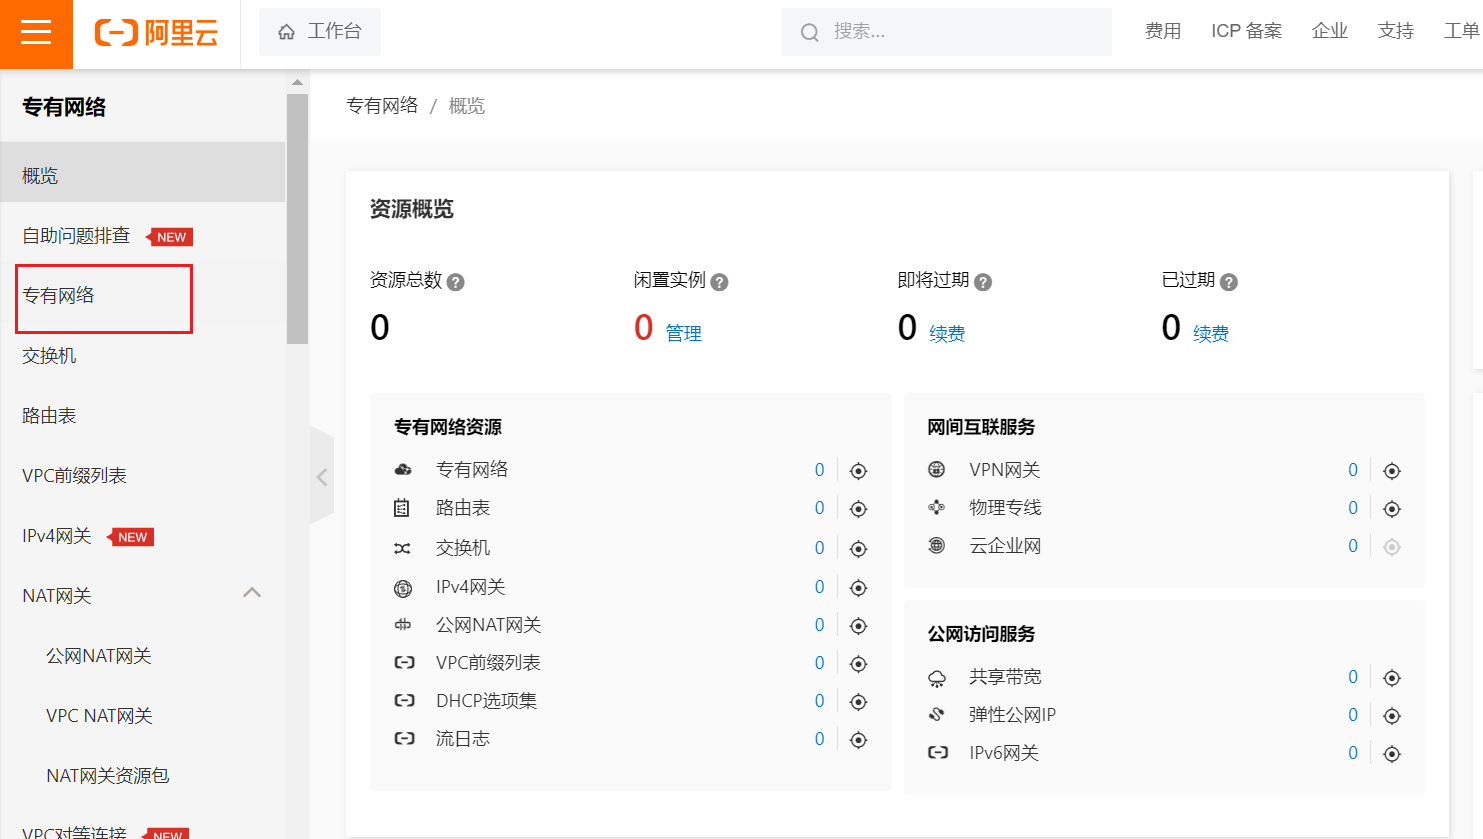 阿里云
工作台
搜索...
费用
ICP 备案
企业
支持
工单
专有网络
概览
自助问题排查 NEW
专有网络
交换机
路由表
VPC前缀列表
IPv4网关 NEW
NAT网关
公网NAT网关
VPC NAT网关
NAT网关资源包
VPC对等连接 NEW
专有网络 / 概览
资源概览
资源总数 ?
0
闲置实例 ?
0 管理
即将过期 ?
0 续费
已过期 ?
0 续费
专有网络资源
专有网络 0
路由表 0
交换机 0
IPv4网关 0
公网NAT网关 0
VPC前缀列表 0
DHCP选项集 0
流日志 0
网间互联服务
VPN网关 0
物理专线 0
云企业网 0
公网访问服务
共享带宽 0
弹性公网IP 0
IPv6网关 0